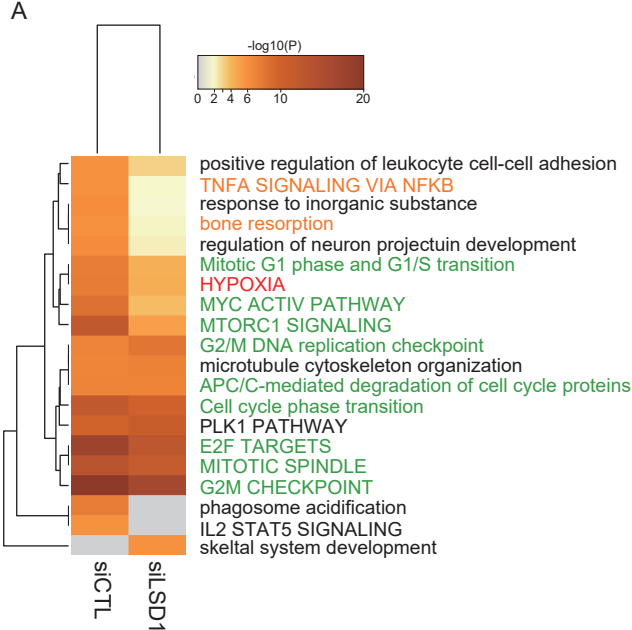 A
-log10(P)
0 2 4 6 10 20
positive regulation of leukocyte cell-cell adhesion
TNFA SIGNALING VIA NFKB
response to inorganic substance
bone resorption
regulation of neuron projectuin development
Mitotic G1 phase and G1/S transition
HYPOXIA
MYC ACTIV PATHWAY
MTORC1 SIGNALING
G2/M DNA replication checkpoint
microtubule cytoskeleton organization
APC/C-mediated degradation of cell cycle proteins
Cell cycle phase transition
PLK1 PATHWAY
E2F TARGETS
MITOTIC SPINDLE
G2M CHECKPOINT
phagosome acidification
IL2 STAT5 SIGNALING
skeltal system development
siCTL
siLSD1